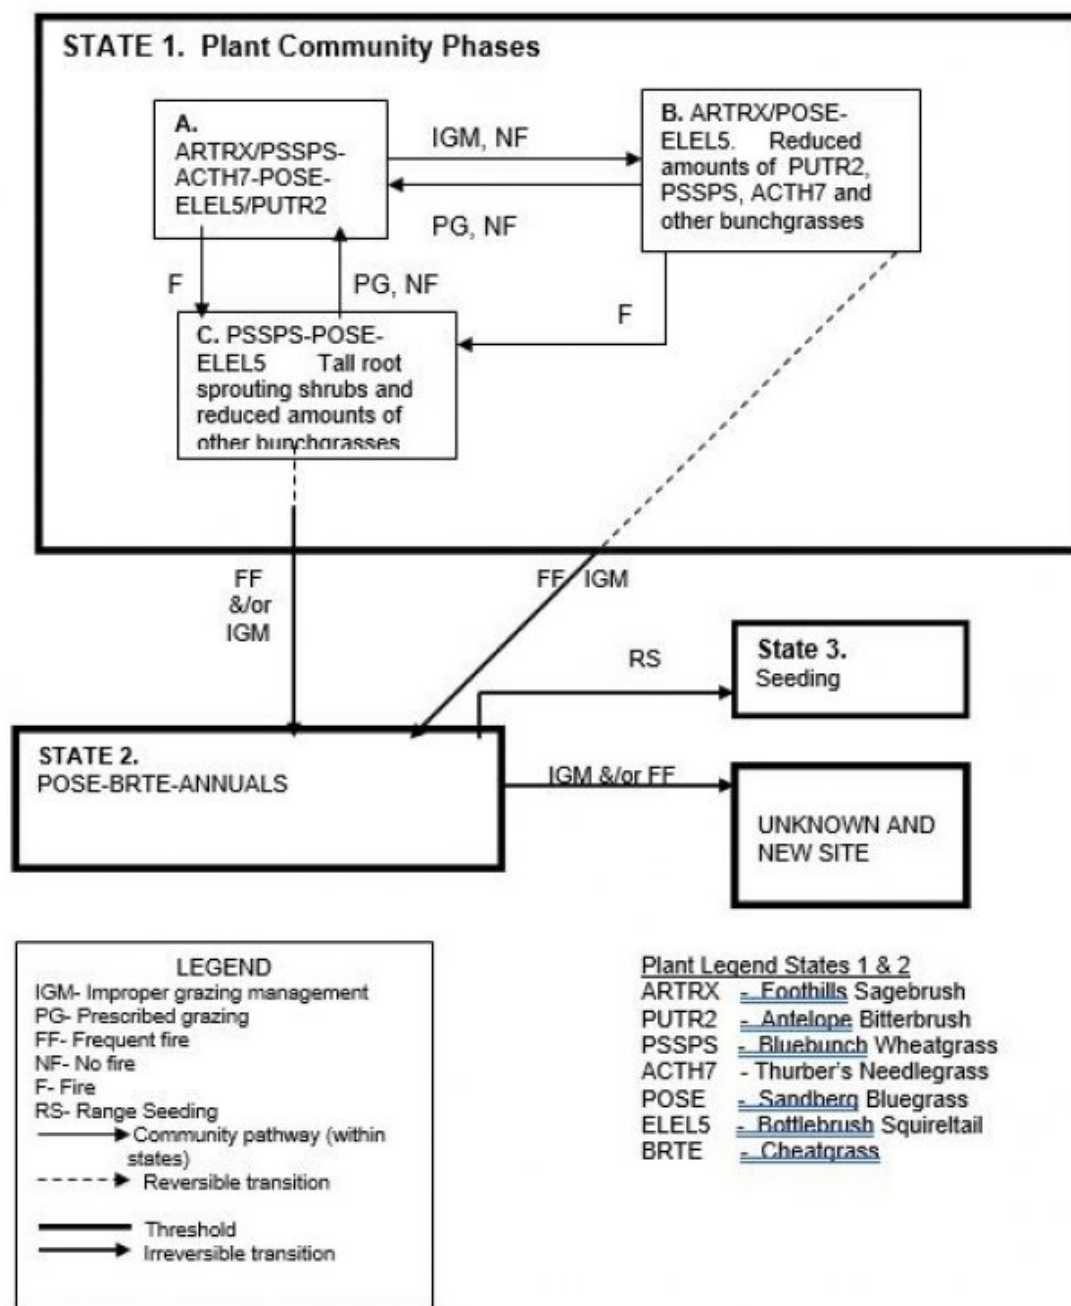 STATE 1. Plant Community Phases
A.
ARTRX/PSSPS-
ACTH7-POSE-
ELEL5/PUTR2
IGM, NF
PG, NF
B. ARTRX/POSE-
ELEL5. Reduced
amounts of PUTR2,
PSSPS, ACTH7 and
other bunchgrasses
F
PG, NF
F
C. PSSPS-POSE-
ELEL5 Tall root
sprouting shrubs and
reduced amounts of
other bunchgrasses
FF
&/or
IGM
FF IGM
RS
State 3.
Seeding
STATE 2.
POSE-BRTE-ANNUALS
IGM &/or FF
UNKNOWN AND
NEW SITE
LEGEND
IGM- Improper grazing management
PG- Prescribed grazing
FF- Frequent fire
NF- No fire
F- Fire
RS- Range Seeding
Community pathway (within
states)
Reversible transition
Threshold
Irreversible transition
Plant Legend States 1 & 2
ARTRX - Foothills Sagebrush
PUTR2 - Antelope Bitterbrush
PSSPS - Bluebunch Wheatgrass
ACTH7 - Thurber's Needlegrass
POSE - Sandberg Bluegrass
ELEL5 - Bottlebrush Squireltail
BRTE - Cheatgrass